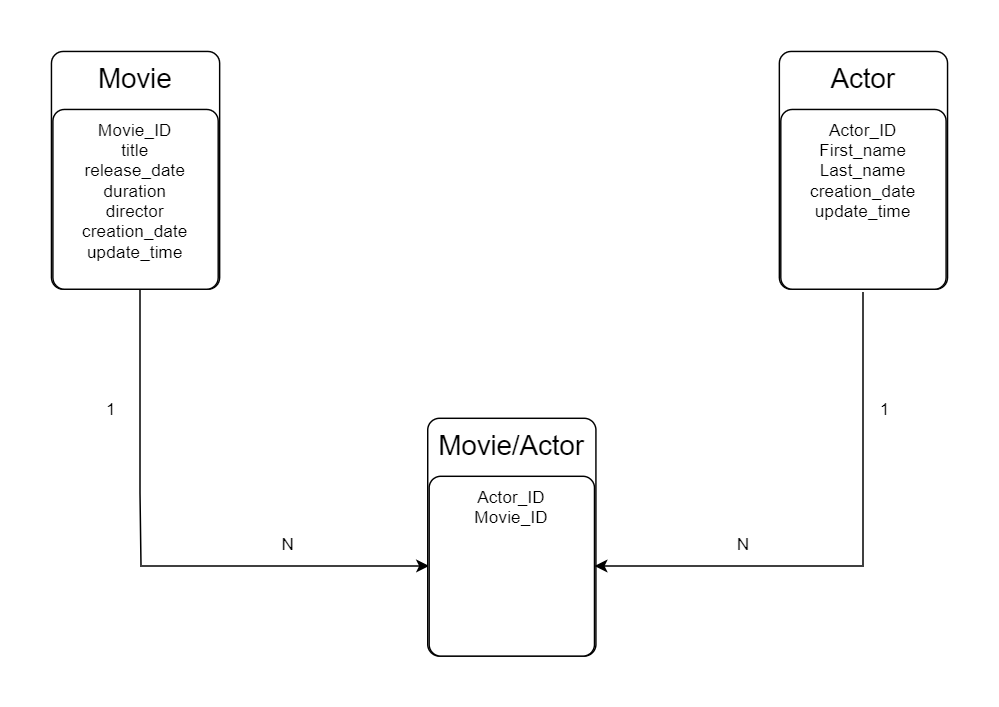 Movie
Movie_ID
title
release_date
duration
director
creation_date
update_time
Actor
Actor_ID
First_name
Last_name
creation_date
update_time
1
1
Movie/Actor
Actor_ID
Movie_ID
N
N